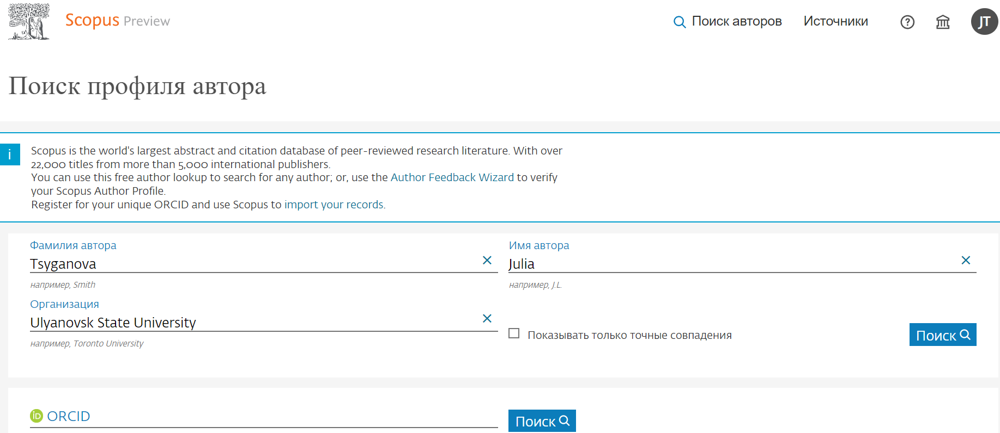 Scopus Preview
Поиск авторов
Источники
JT
Поиск профиля автора
i
Scopus is the world's largest abstract and citation database of peer-reviewed research literature. With over
22,000 titles from more than 5,000 international publishers.
You can use this free author lookup to search for any author; or, use the Author Feedback Wizard to verify
your Scopus Author Profile.
Register for your unique ORCID and use Scopus to import your records.
Фамилия автора
Tsyganova
например, Smith
Имя автора
Julia
например, J.L.
Организация
Ulyanovsk State University
например, Toronto University
Показывать только точные совпадения
Поиск
iD ORCID
Поиск